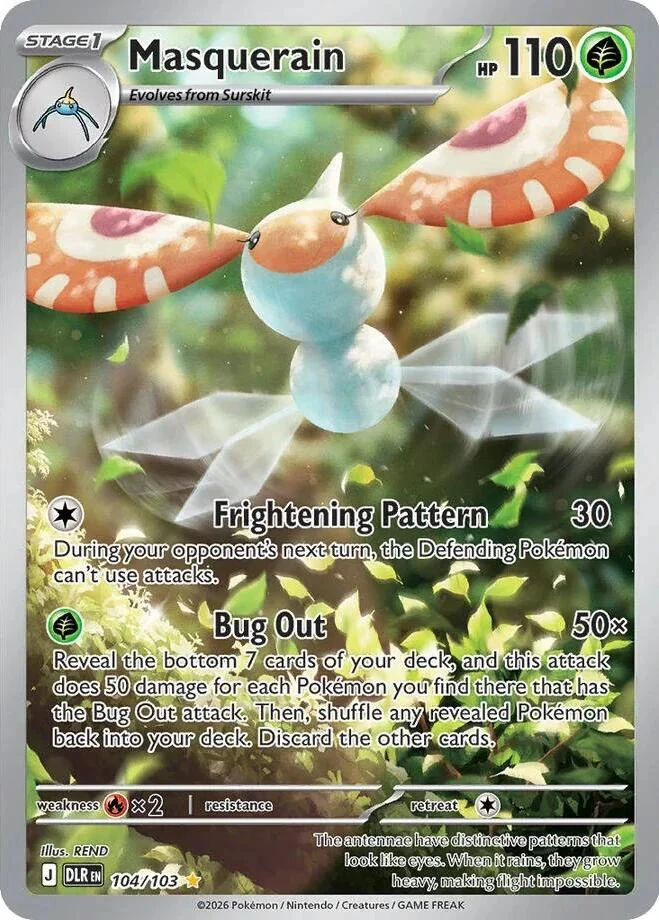 STAGE 1
Masquerain
HP 110
Evolves from Surskit
Frightening Pattern 30
During your opponent's next turn, the Defending Pokémon
can't use attacks.
Bug Out 50×
Reveal the bottom 7 cards of your deck, and this attack
does 50 damage for each Pokémon you find there that has
the Bug Out attack. Then, shuffle any revealed Pokémon
back into your deck. Discard the other cards.
weakness ×2 resistance retreat
Illus. REND
J DLR EN 104/103
The antennae have distinctive patterns that
look like eyes. When it rains, they grow
heavy, making flight impossible.
©2026 Pokémon / Nintendo / Creatures / GAME FREAK